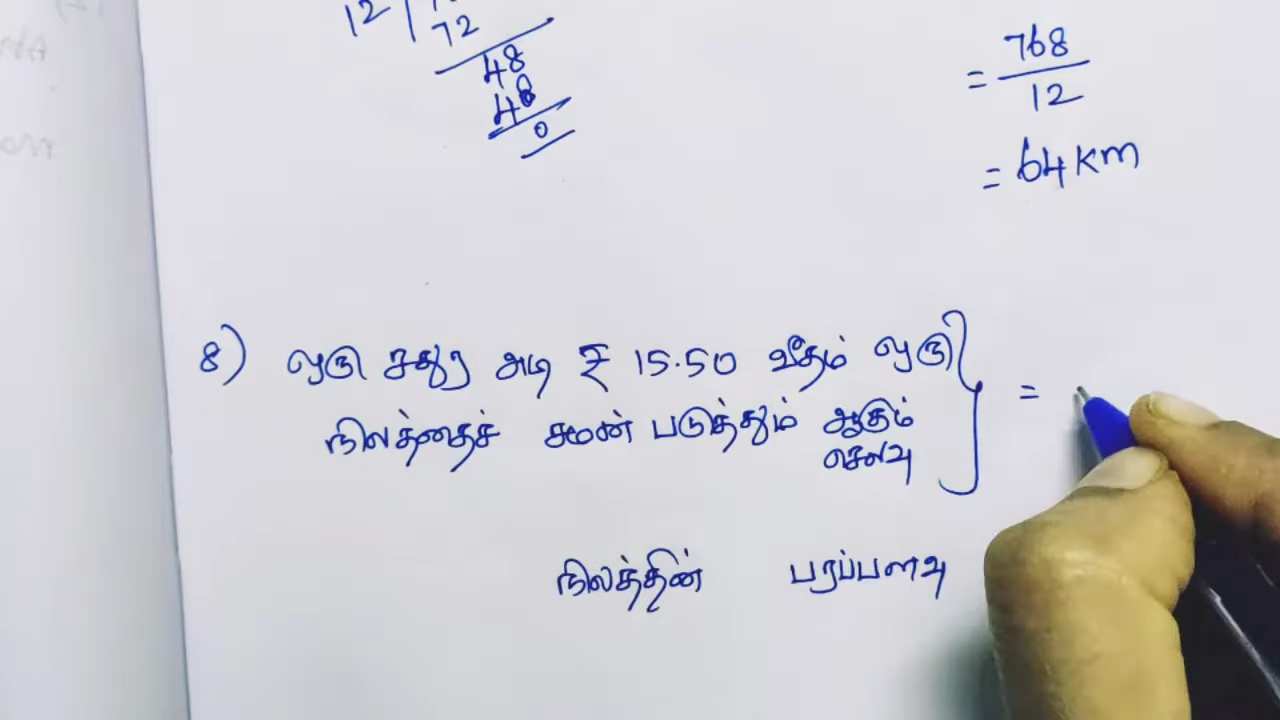 12
72
48
48
0
= 768
12
= 64 km
8) ஒரு சதுர அடி ₹ 15.50 வீதம் ஒரு
நிலத்தைச் சமன் படுத்தும் ஆகும்
செலவு
=
நிலத்தின் பரப்பளவு